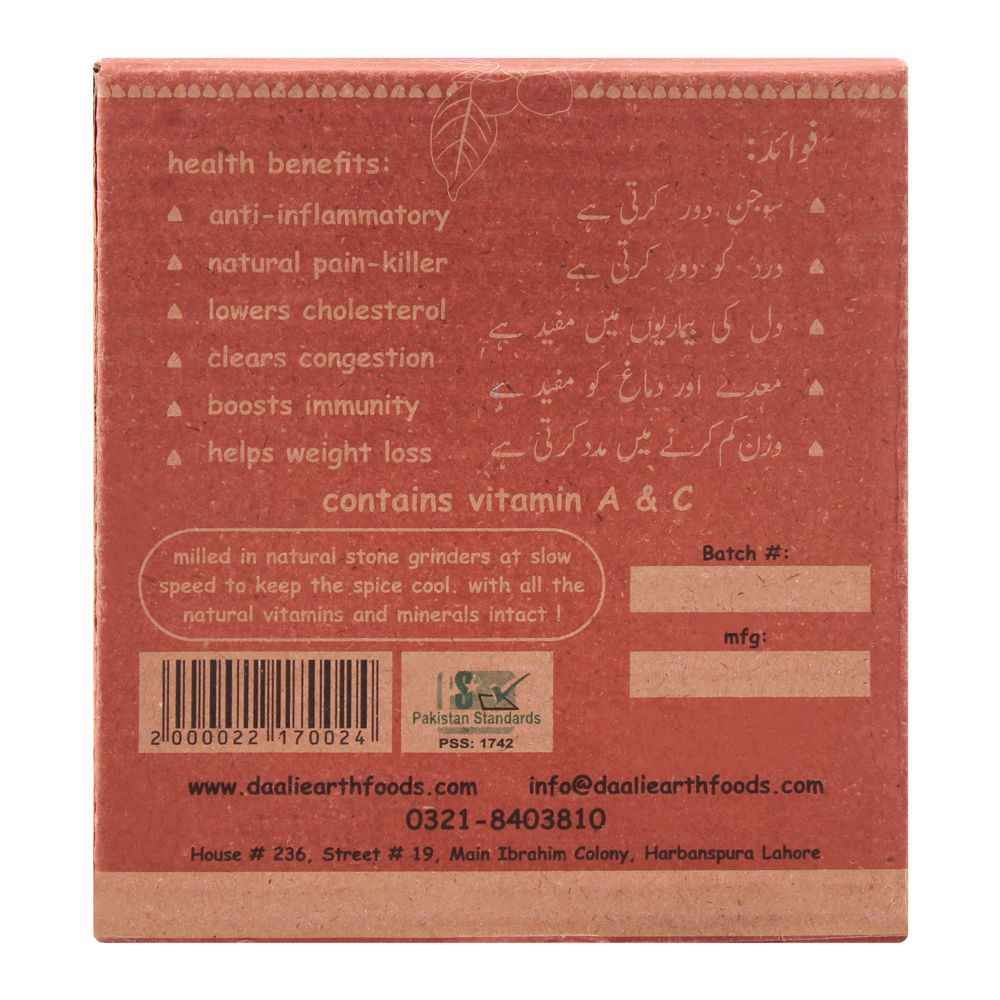 health benefits:
anti-inflammatory
natural pain-killer
lowers cholesterol
clears congestion
boosts immunity
helps weight loss
فوائد:
سوجن دور کرتی ہے
درد کو دور کرتی ہے
دل کی بیماریوں میں مفید ہے
معدے اور دماغ کو مفید ہے
وزن کم کرنے میں مدد کرتی ہے
contains vitamin A & C
milled in natural stone grinders at slow
speed to keep the spice cool. with all the
natural vitamins and minerals intact !
Batch #:
mfg:
2 000022 170024
Pakistan Standards
PSS: 1742
www.daaliearthfoods.com info@daaliearthfoods.com
0321-8403810
House # 236, Street # 19, Main Ibrahim Colony, Harbanspura Lahore